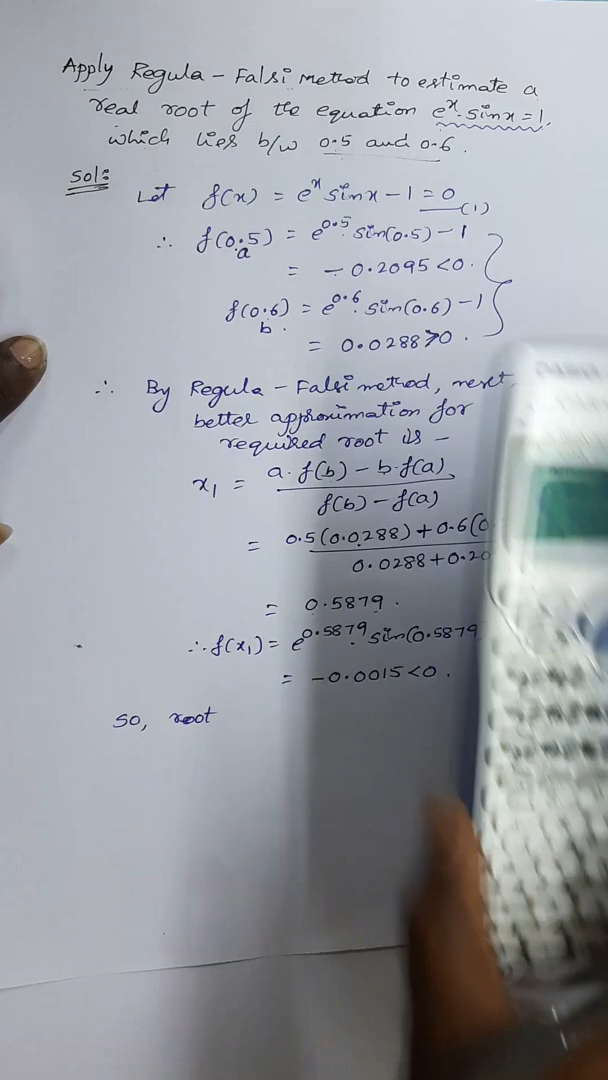 Apply Regula - Falsi method to estimate a
real root of the equation e^x. sinx = 1,
which lies b/w 0.5 and 0.6.
Sol:
Let f(x) = e^x sinx - 1 = 0 (1)
∴ f(0.5) = e^0.5 sin(0.5) - 1
a
= - 0.2095 < 0.
f(0.6) = e^0.6. sin(0.6) - 1
b.
= 0.0288 > 0.
∴ By Regula - Falsi method, next
better approximation for
required root is -
x₁ = a. f(b) - b. f(a)
f(b) - f(a)
= 0.5(0.0288) + 0.6(0
0.0288 + 0.20
= 0.5879.
∴ f(x₁) = e^0.5879 sin(0.5879
= - 0.0015 < 0.
So, root